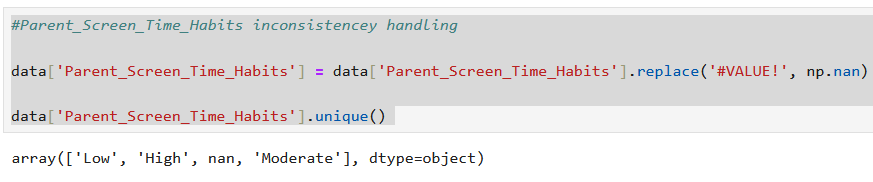 #Parent_Screen_Time_Habits inconsistencey handling
data['Parent_Screen_Time_Habits'] = data['Parent_Screen_Time_Habits'].replace('#VALUE!', np.nan)
data['Parent_Screen_Time_Habits'].unique()
array(['Low', 'High', nan, 'Moderate'], dtype=object)